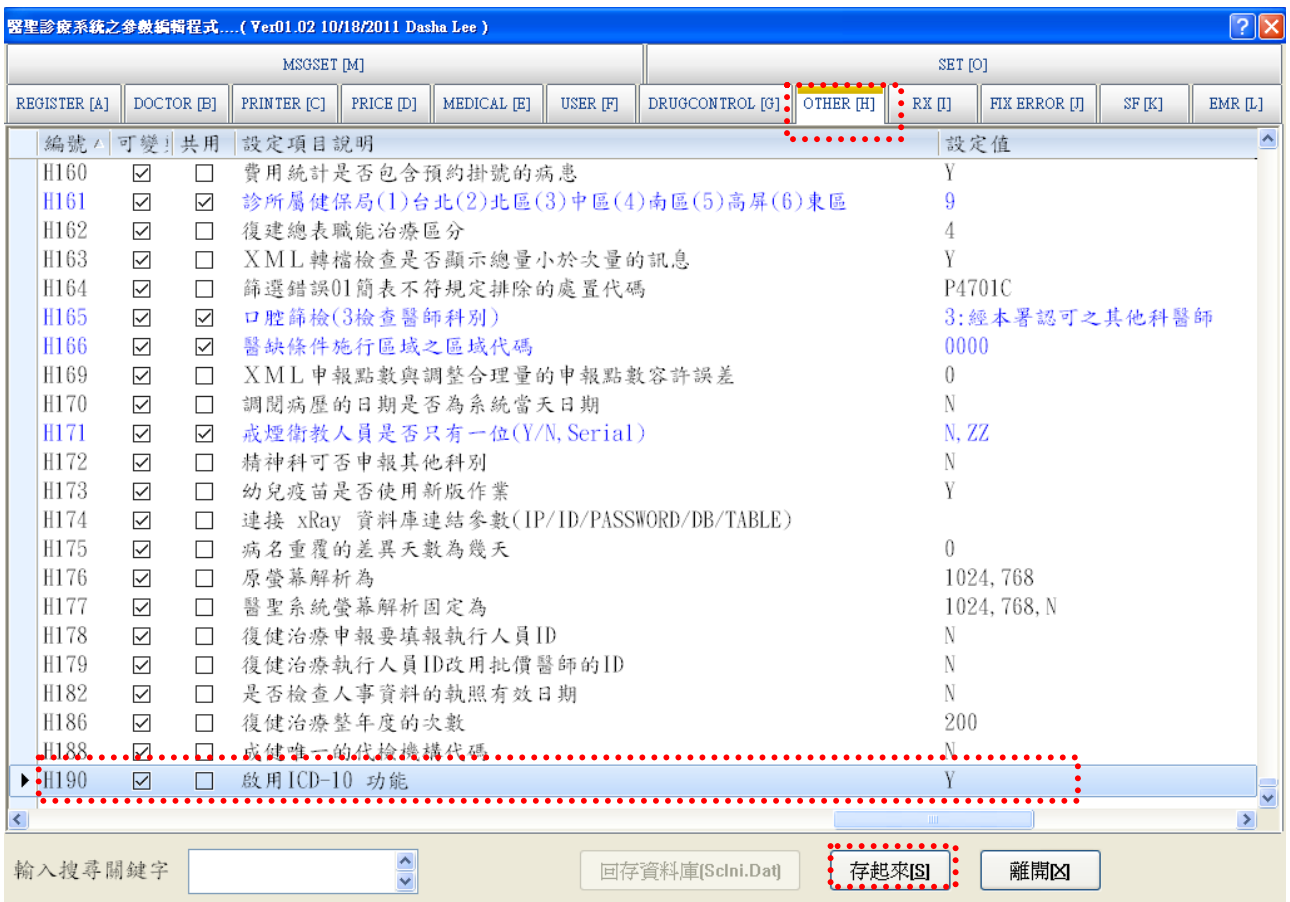 醫聖診療系統之參數編輯程式....( Ver01.02 10/18/2011 Dasha Lee )
MSGSET [M] SET [O]
REGISTER [A] DOCTOR [B] PRINTER [C] PRICE [D] MEDICAL [E] USER [F] DRUGCONTROL [G] OTHER [H] RX [I] FIX ERROR [J] SF [K] EMR [L]
編號 可變 共用 設定項目說明 設定值
H160 費用統計是否包含預約掛號的病患 Y
H161 診所屬健保局(1)台北(2)北區(3)中區(4)南區(5)高屏(6)東區 9
H162 復建總表職能治療區分 4
H163 XML轉檔檢查是否顯示總量小於次量的訊息 Y
H164 篩選錯誤01簡表不符規定排除的處置代碼 P4701C
H165 口腔篩檢(3檢查醫師科別) 3:經本署認可之其他科醫師
H166 醫缺條件施行區域之區域代碼 0000
H169 XML申報點數與調整合理量的申報點數容許誤差 0
H170 調閱病歷的日期是否為系統當天日期 N
H171 戒煙衛教人員是否只有一位(Y/N,Serial) N,ZZ
H172 精神科可否申報其他科別 N
H173 幼兒疫苗是否使用新版作業 Y
H174 連接 xRay 資料庫連結參數(IP/ID/PASSWORD/DB/TABLE)
H175 病名重覆的差異天數為幾天 0
H176 原螢幕解析為 1024,768
H177 醫聖系統螢幕解析固定為 1024,768,N
H178 復健治療申報要填報執行人員ID N
H179 復健治療執行人員ID改用批價醫師的ID N
H182 是否檢查人事資料的執照有效日期 N
H186 復健治療整年度的次數 200
H188 成健唯一的代檢機構代碼 N
H190 啟用ICD-10 功能 Y
輸入搜尋關鍵字 回存資料庫(ScIni.Dat) 存起來[S] 離開[X]